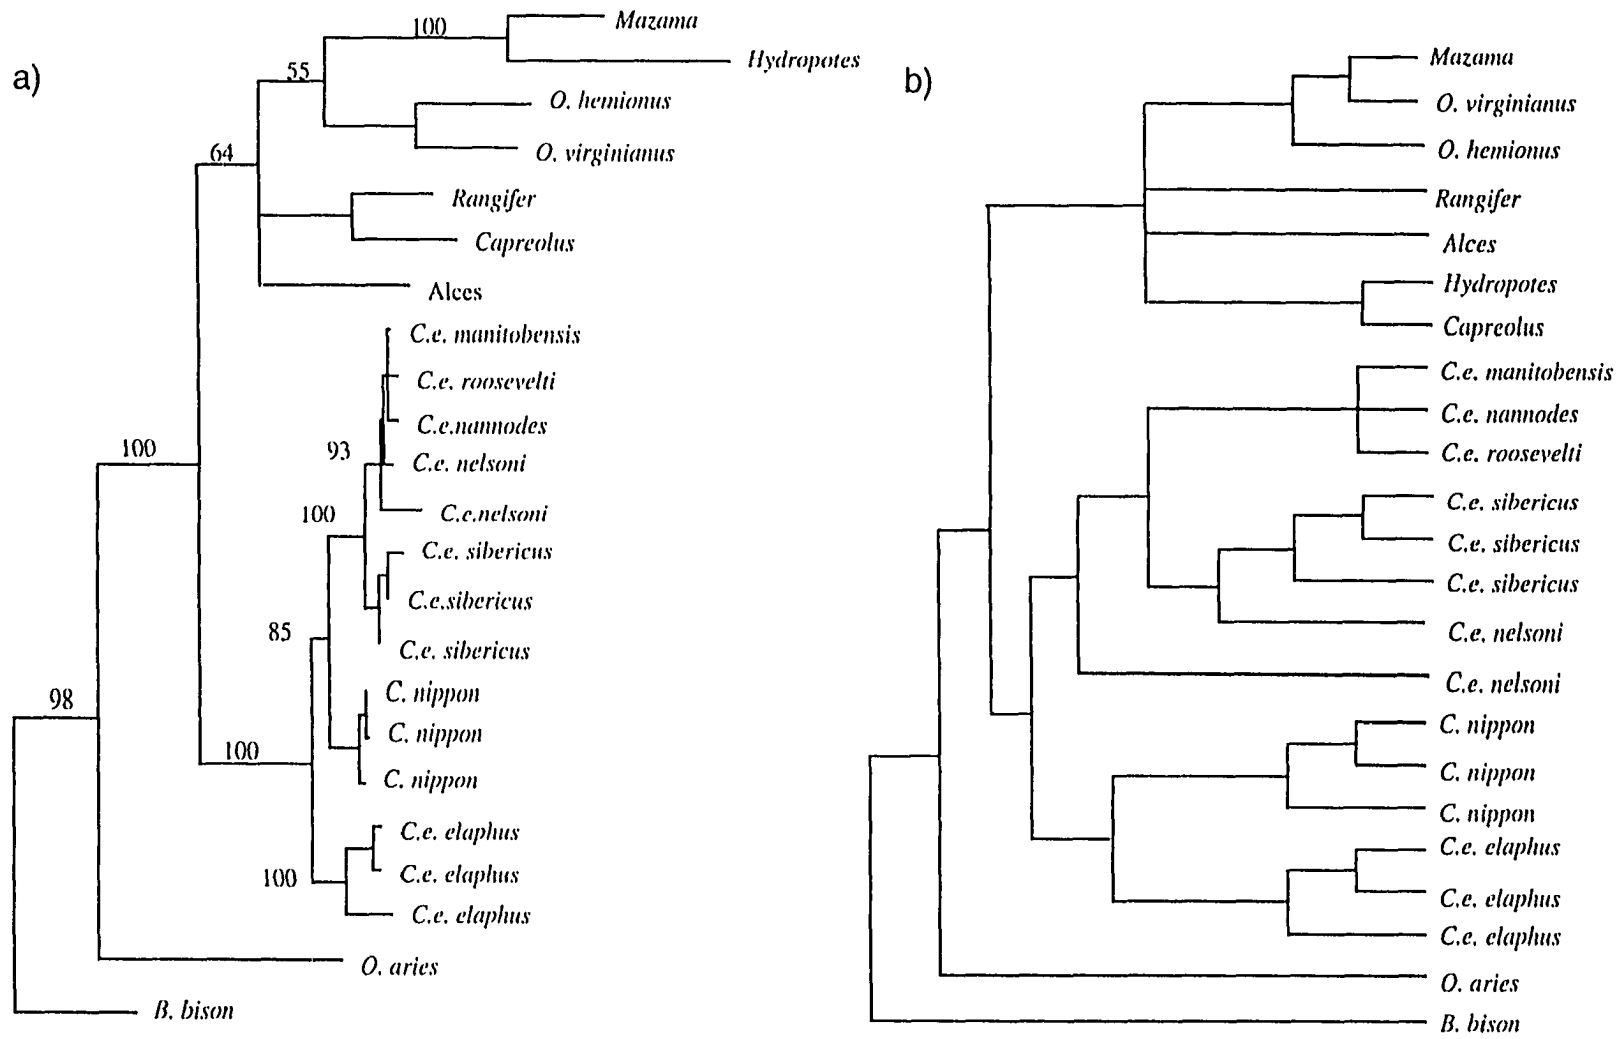 a)
100
Mazama
Hydropotes
55
O. hemionus
O. virginianus
64
Rangifer
Capreolus
Alces
C.e. manitobensis
C.e. roosevelti
C.e.nannodes
93
C.e. nelsoni
100
C.e.nelsoni
100
C.e. sibericus
C.e.sibericus
85
C.e. sibericus
98
C. nippon
C. nippon
100
C. nippon
C.e. elaphus
100
C.e. elaphus
C.e. elaphus
O. aries
B. bison
b)
Mazama
O. virginianus
O. hemionus
Rangifer
Alces
Hydropotes
Capreolus
C.e. manitobensis
C.e. nannodes
C.e. roosevelti
C.e. sibericus
C.e. sibericus
C.e. sibericus
C.e. nelsoni
C.e. nelsoni
C. nippon
C. nippon
C. nippon
C.e. elaphus
C.e. elaphus
C.e. elaphus
O. aries
B. bison